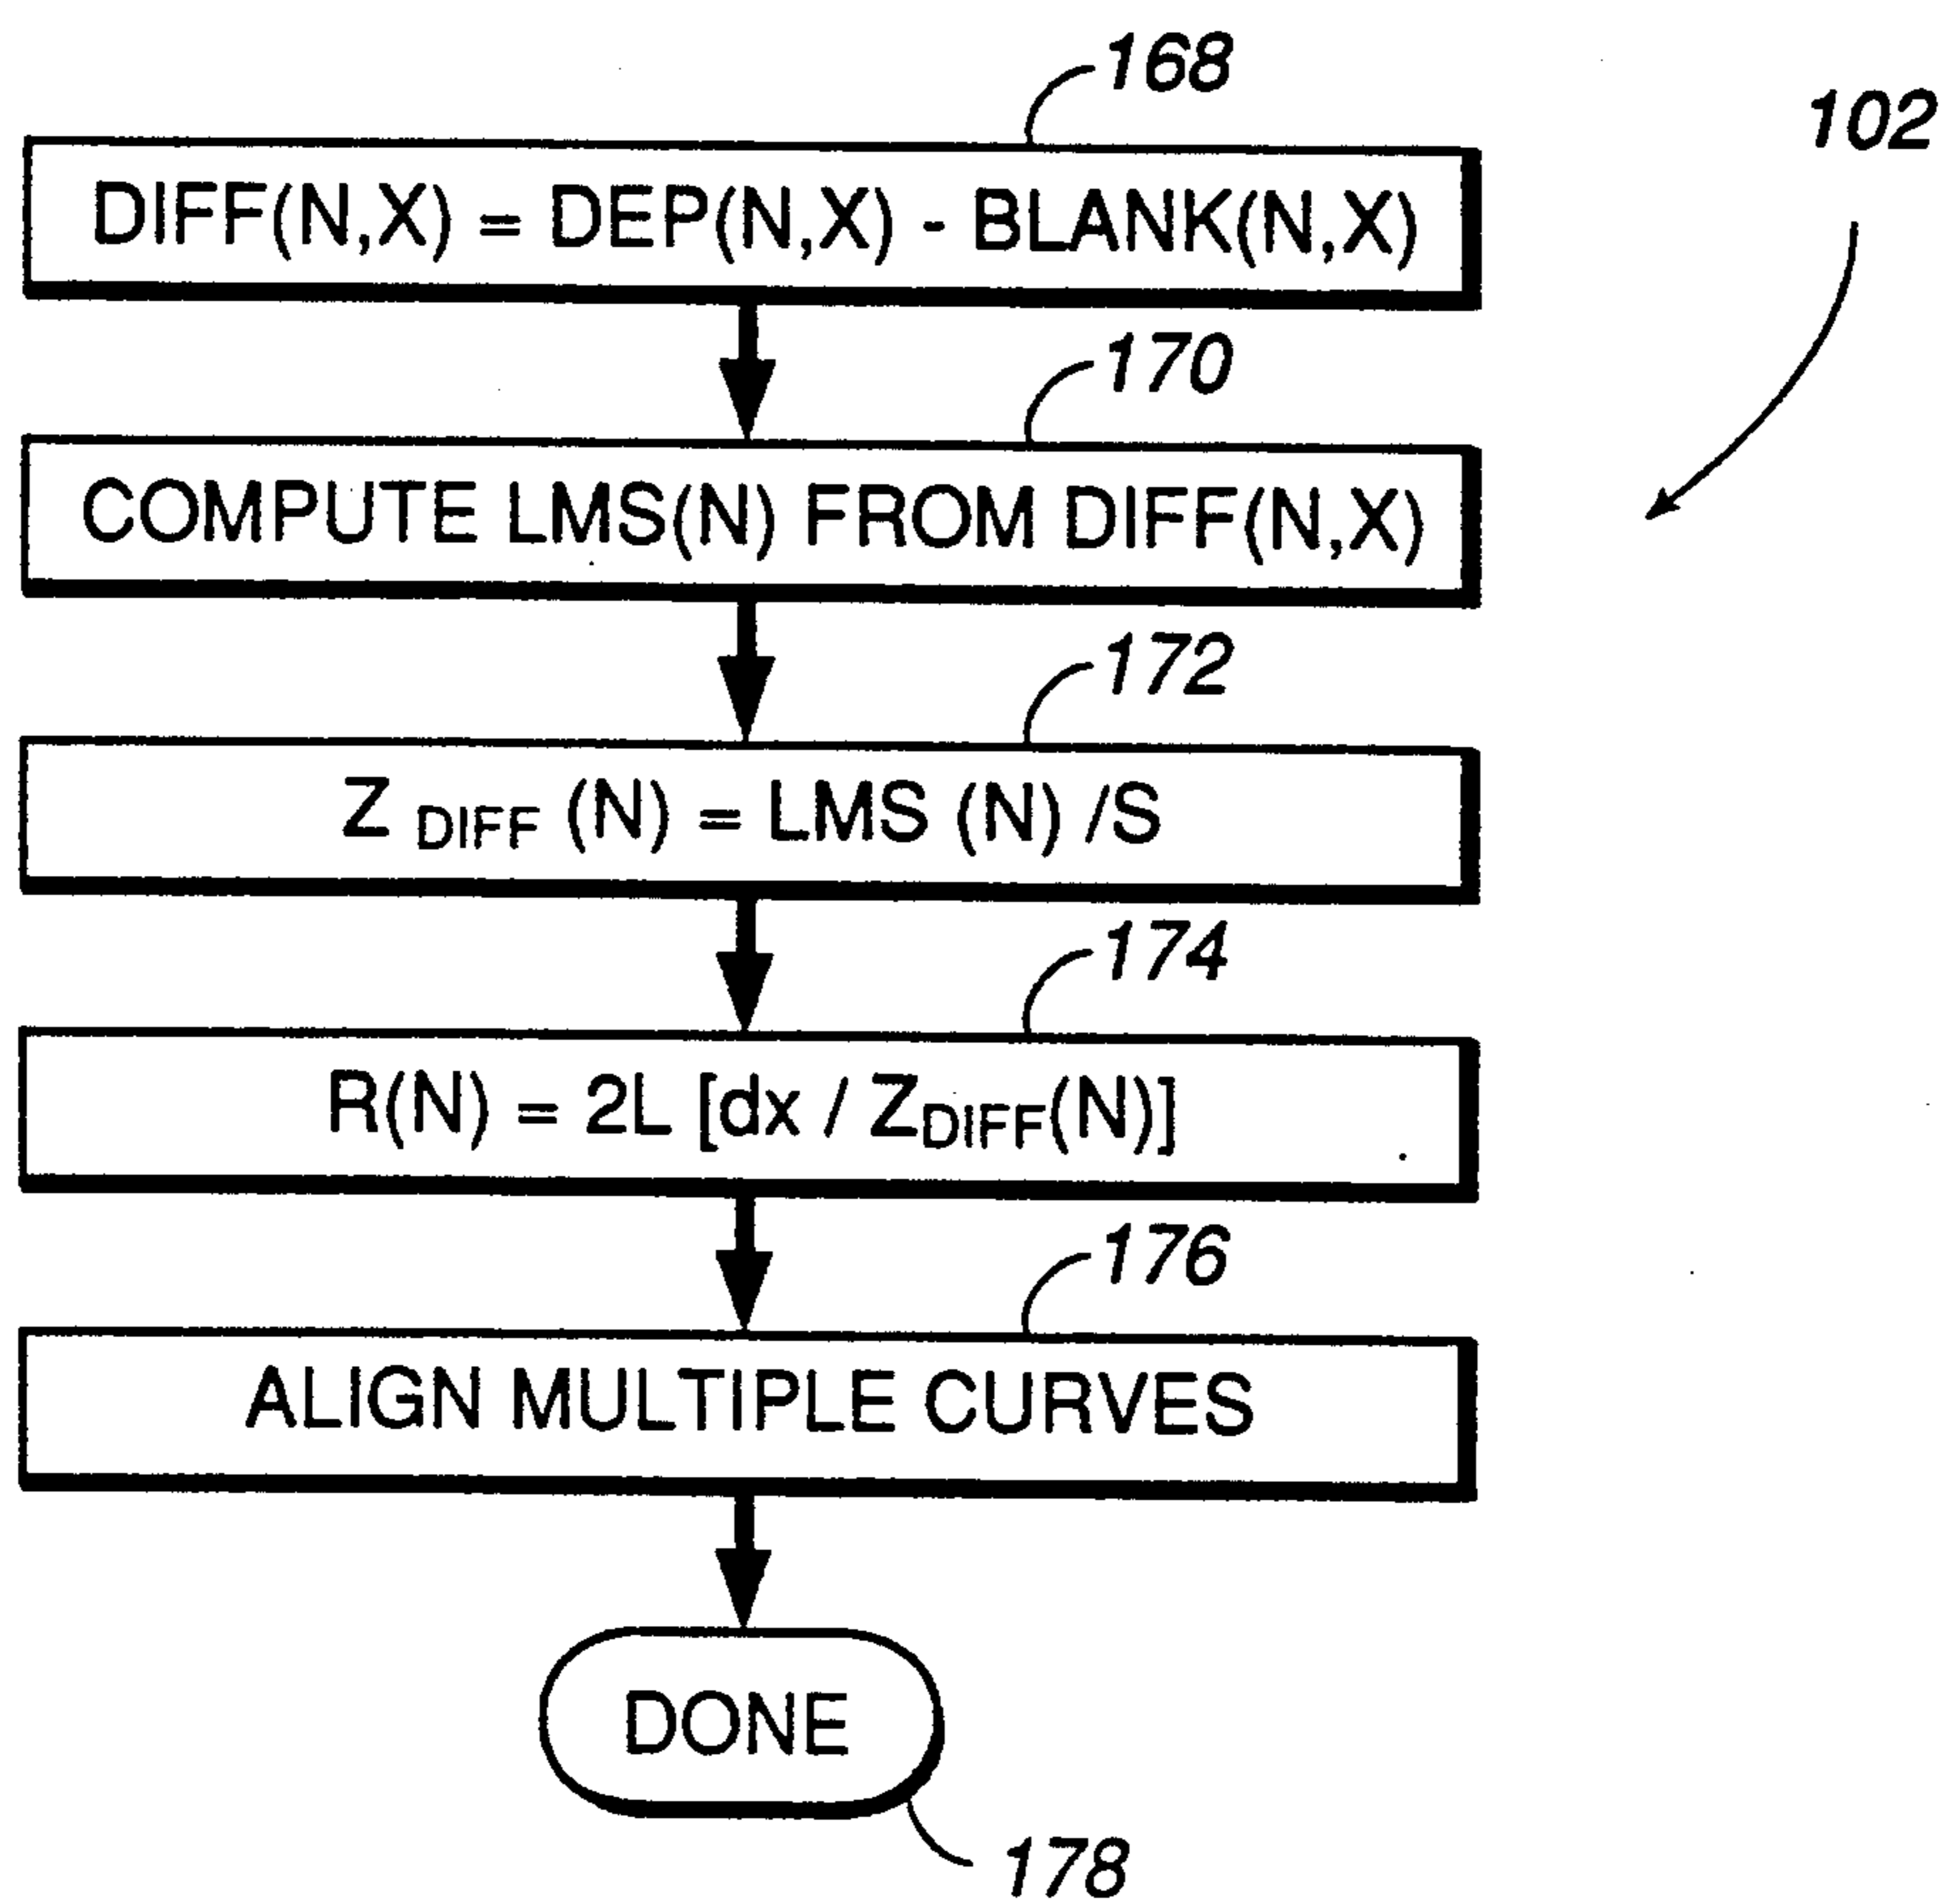 168
102
DIFF(N,X) = DEP(N,X) - BLANK(N,X)
170
COMPUTE LMS(N) FROM DIFF(N,X)
172
Z DIFF (N) = LMS (N) /S
174
R(N) = 2L [dx / ZDIFF(N)]
176
ALIGN MULTIPLE CURVES
DONE
178